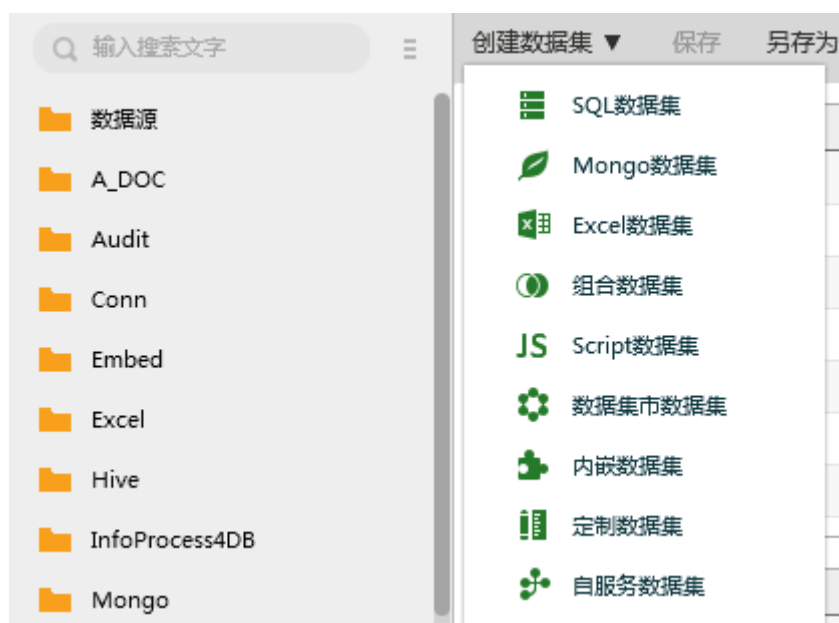 输入搜索文字
数据源
A_DOC
Audit
Conn
Embed
Excel
Hive
InfoProcess4DB
Mongo
创建数据集 ▼ 保存 另存为
SQL数据集
Mongo数据集
Excel数据集
组合数据集
JS Script数据集
数据集市数据集
内嵌数据集
定制数据集
自服务数据集